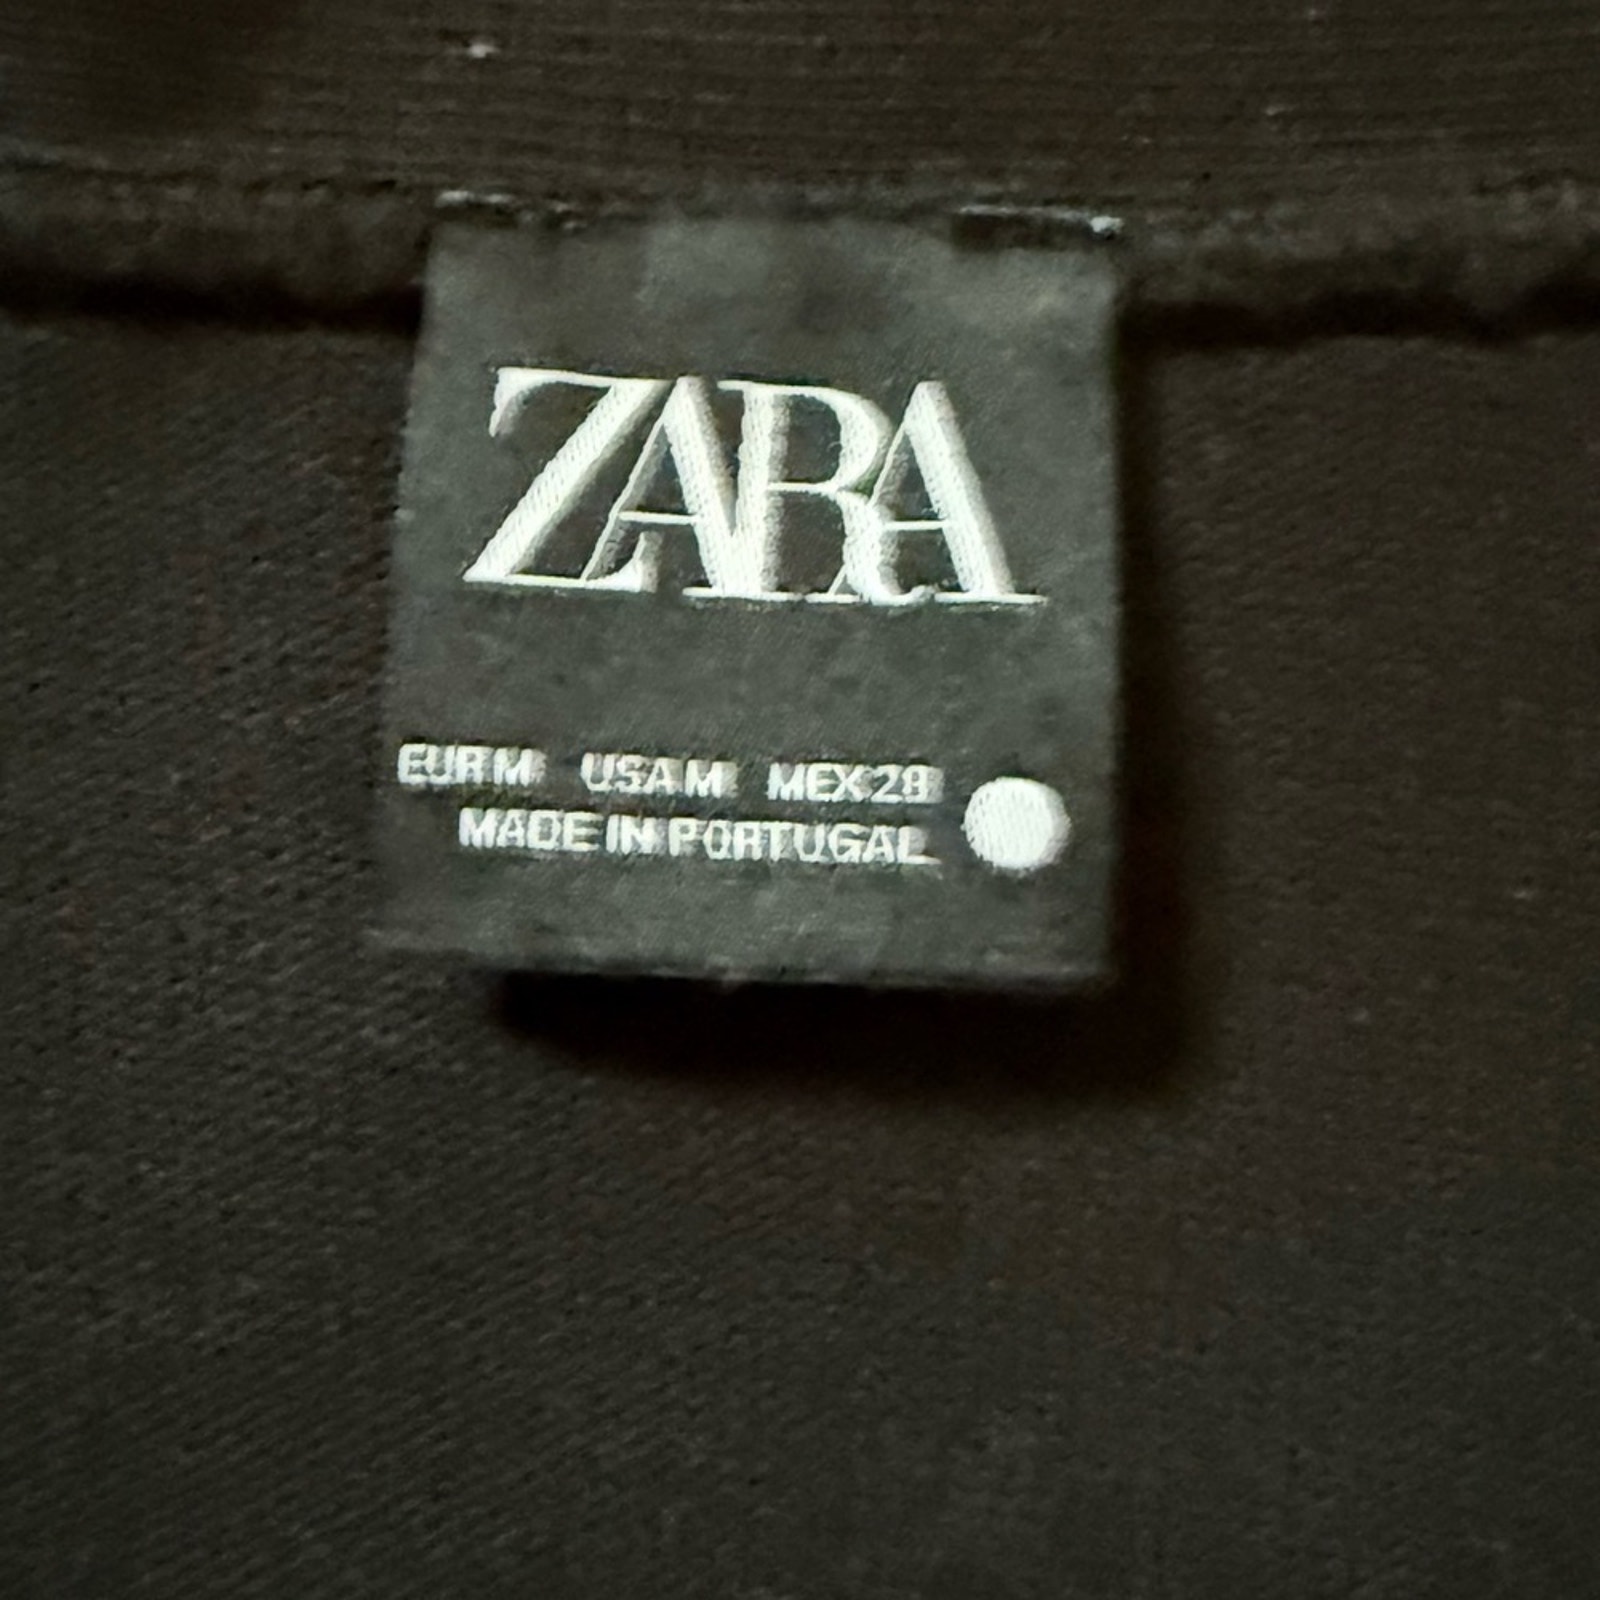 ZARA
EUR M USA M MEX 28
MADE IN PORTUGAL